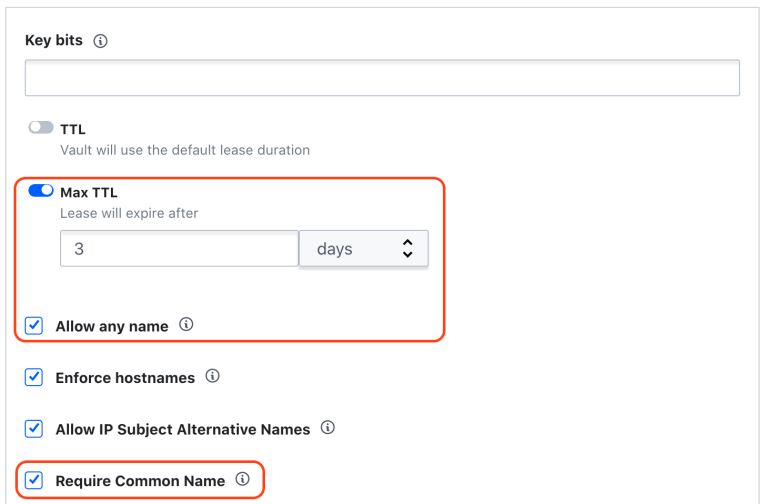 Key bits
TTL
Vault will use the default lease duration
Max TTL
Lease will expire after
3 days
Allow any name
Enforce hostnames
Allow IP Subject Alternative Names
Require Common Name